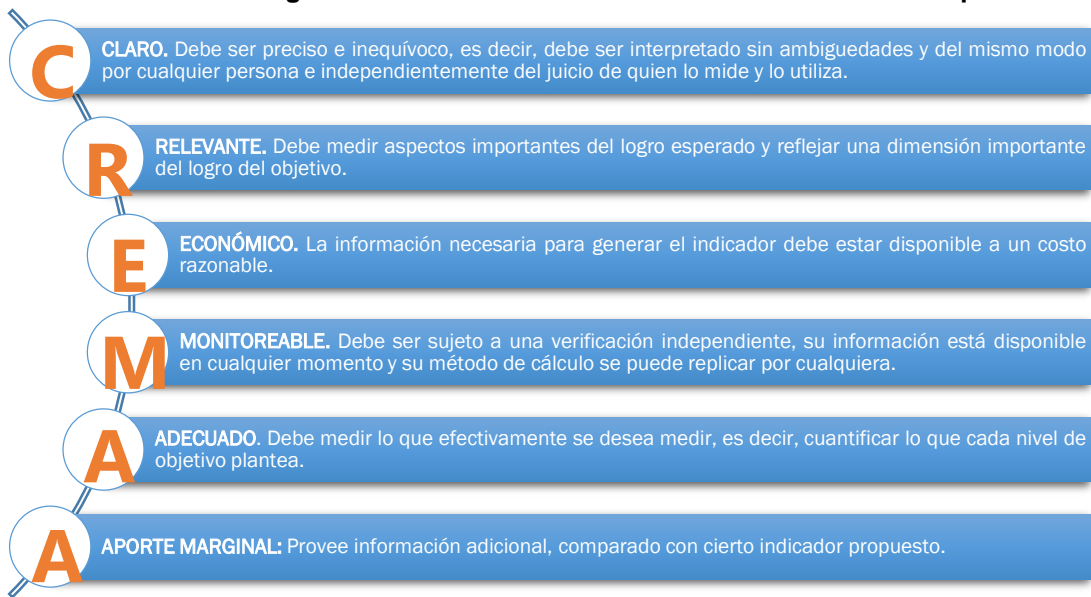 C
CLARO. Debe ser preciso e inequívoco, es decir, debe ser interpretado sin ambiguedades y del mismo modo
por cualquier persona e independientemente del juicio de quien lo mide y lo utiliza.
R
RELEVANTE. Debe medir aspectos importantes del logro esperado y reflejar una dimensión importante
del logro del objetivo.
E
ECONÓMICO. La información necesaria para generar el indicador debe estar disponible a un costo
razonable.
M
MONITOREABLE. Debe ser sujeto a una verificación independiente, su información está disponible
en cualquier momento y su método de cálculo se puede replicar por cualquiera.
A
ADECUADO. Debe medir lo que efectivamente se desea medir, es decir, cuantificar lo que cada nivel de
objetivo plantea.
A
APORTE MARGINAL: Provee información adicional, comparado con cierto indicador propuesto.